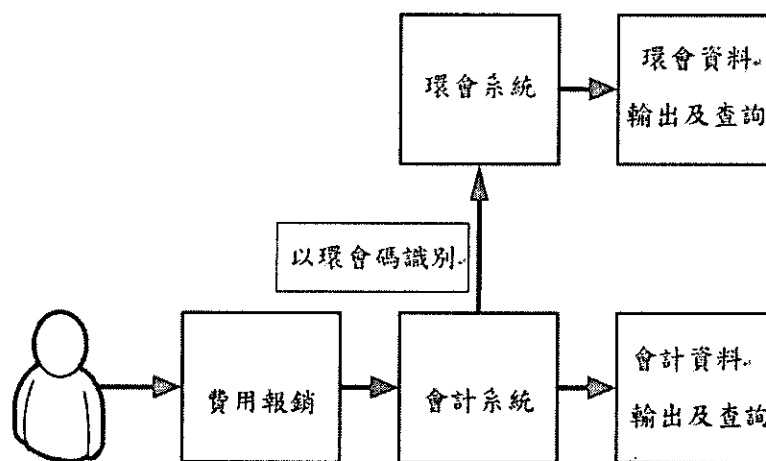 環會系統
環會資料
輸出及查詢
以環會碼識別
費用報銷
會計系統
會計資料
輸出及查詢